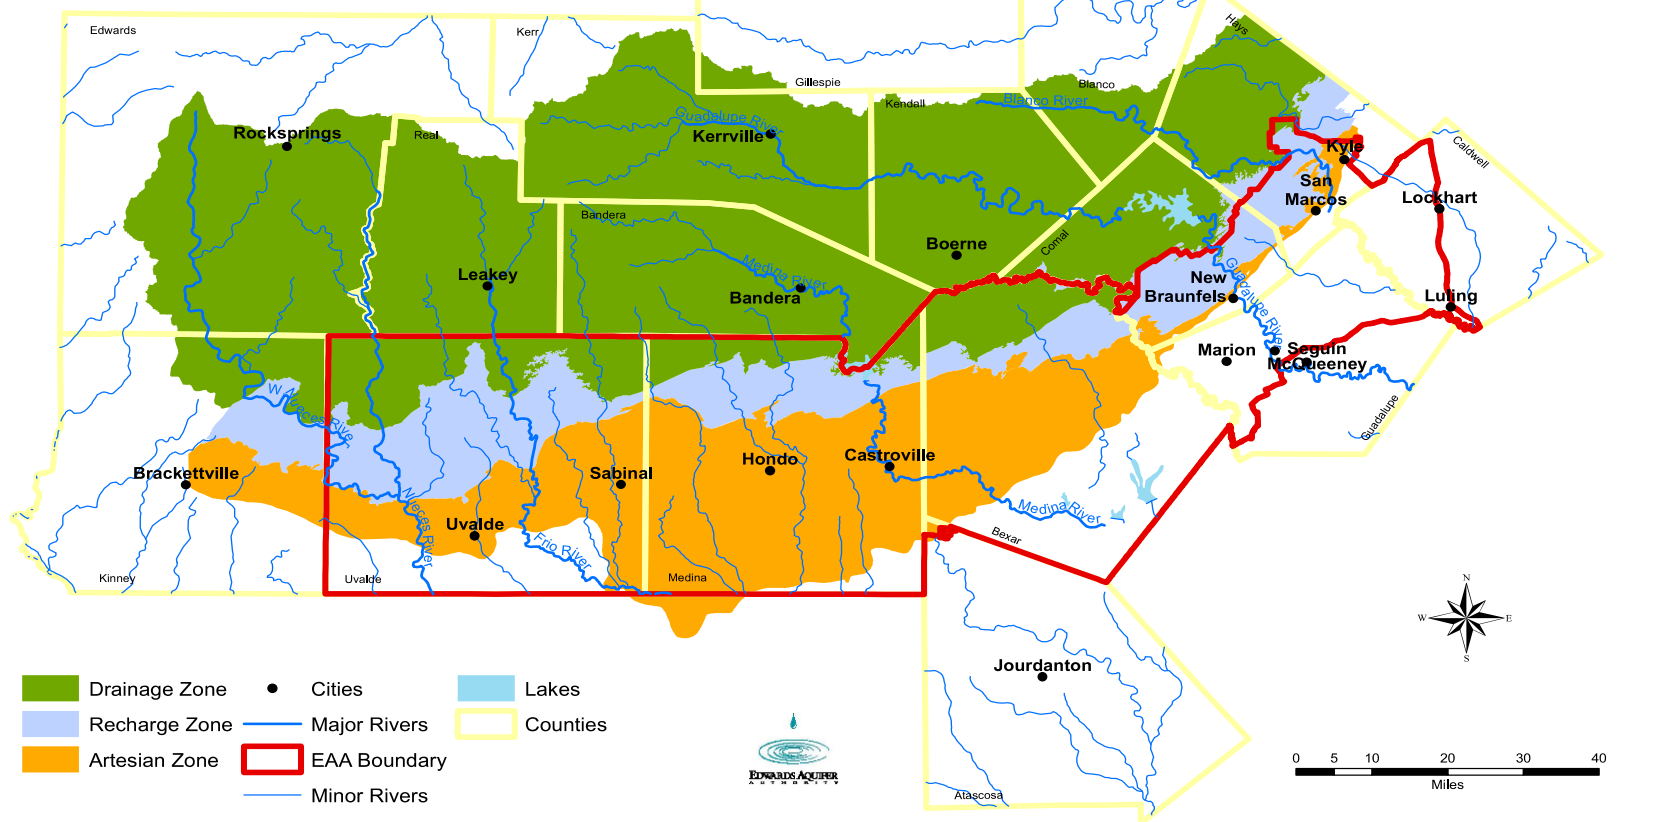 Hays
Edwards
Kerr
Gillespie
Blanco
Kendall
Blanco River
Guadalupe River
Rocksprings
Real
Kerrville
Kyle
Caldwell
San
Marcos
Lockhart
Bandera
Boerne
Comal
Leakey
Medina River
Bandera
New
Braunfels
Guadalupe River
Luling
Marion
Seguin
McQueeney
W Nueces River
Guadalupe
Brackettville
Sabinal
Hondo
Castroville
Nueces River
Uvalde
Medina River
Frio River
Bexar
Kinney
Uvalde
Medina
N
W
E
S
Jourdanton
Drainage Zone
Cities
Lakes
Recharge Zone
Major Rivers
Counties
Artesian Zone
EAA Boundary
Minor Rivers
EDWARDS AQUIFER
AUTHORITY
Atascosa
0 5 10 20 30 40
Miles